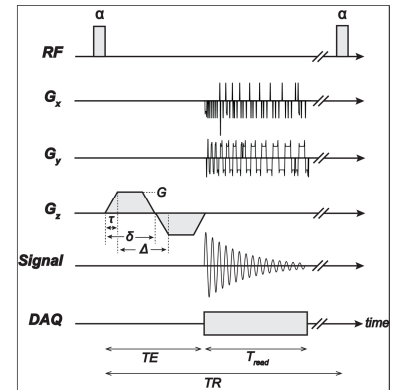 α α
RF
Gx
Gy
Gz G
τ
δ
Δ
Signal
DAQ time
TE Tread
TR